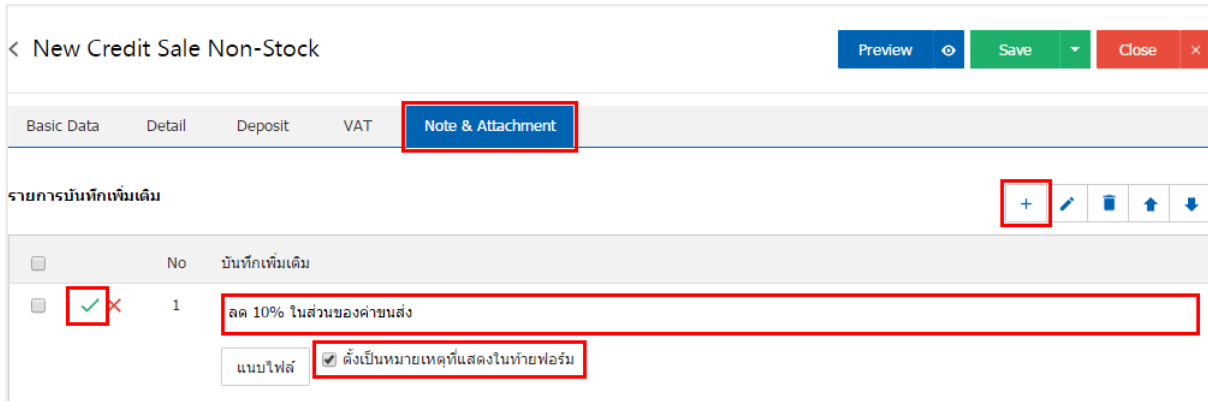 New Credit Sale Non-Stock
Preview Save Close
Basic Data Detail Deposit VAT Note & Attachment
รายการบันทึกเพิ่มเติม
No บันทึกเพิ่มเติม
1 ลด 10% ในส่วนของค่าขนส่ง
แนบไฟล์ ตั้งเป็นหมายเหตุที่แสดงในท้ายฟอร์ม